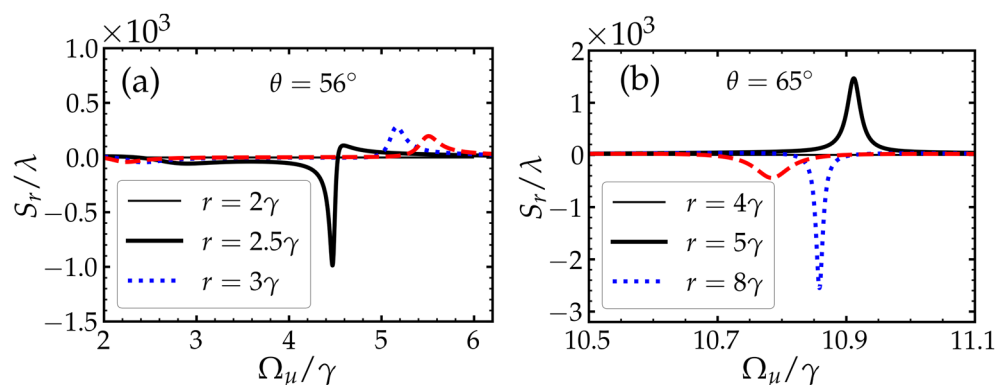 ×10³
1.0
0.5
0.0
−0.5
−1.0
−1.5
S_r/λ
(a)
θ = 56°
r = 2γ
r = 2.5γ
r = 3γ
2 3 4 5 6
Ω_μ/γ
×10³
2
1
0
−1
−2
−3
S_r/λ
(b)
θ = 65°
r = 4γ
r = 5γ
r = 8γ
10.5 10.7 10.9 11.1
Ω_μ/γ